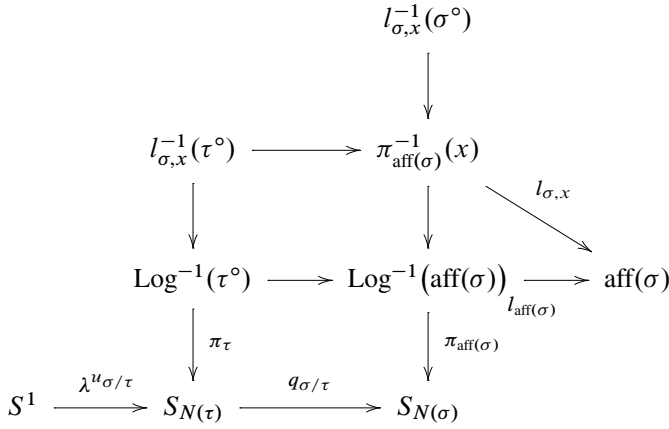 l_{σ,x}^{-1}(σ°)
l_{σ,x}^{-1}(τ°) π_{aff(σ)}^{-1}(x)
l_{σ,x}
Log^{-1}(τ°) Log^{-1}(aff(σ)) aff(σ)
l_{aff(σ)}
π_τ π_{aff(σ)}
λ^{u_{σ/τ}} q_{σ/τ}
S^1 S_{N(τ)} S_{N(σ)}